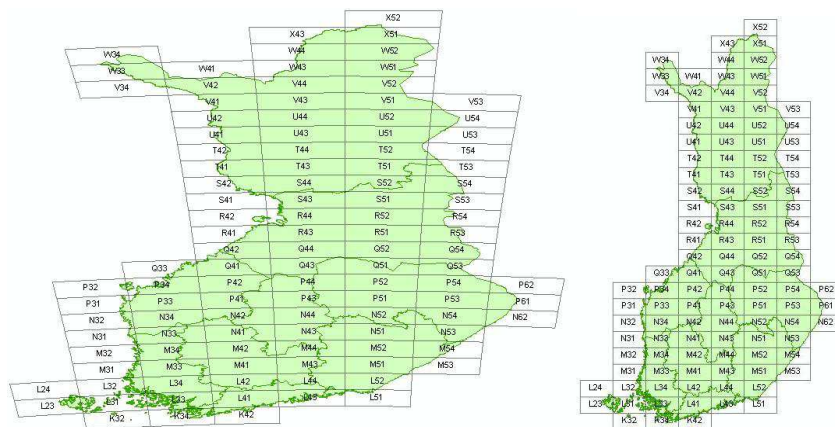 X52
X43 X51
W34 W44 W52
W33 W41 W43 W51
V34 V42 V44 V52
V41 V43 V51 V53
U42 U44 U52 U54
U41 U43 U51 U53
T42 T44 T52 T54
T41 T43 T51 T53
S42 S44 S52 S54
S41 S43 S51 S53
R42 R44 R52 R54
R41 R43 R51 R53
Q42 Q44 Q52 Q54
Q33 Q41 Q43 Q51 Q53
P32 P34 P42 P44 P52 P54 P62
P31 P33 P41 P43 P51 P53 P61
N32 N34 N42 N44 N52 N54 N62
N31 N33 N41 N43 N51 N53
M32 M34 M42 M44 M52 M54
M31 M33 M41 M43 M51 M53
L24 L32 L34 L42 L44 L52
L23 L31 L33 L41 L43 L51
K32 K34 K42
X52
X43 X51
W34 W44 W52
W33 W41 W43 W51
V34 V42 V44 V52
V41 V43 V51 V53
U42 U44 U52 U54
U41 U43 U51 U53
T42 T44 T52 T54
T41 T43 T51 T53
S42 S44 S52 S54
S41 S43 S51 S53
R42 R44 R52 R54
R41 R43 R51 R53
Q42 Q44 Q52 Q54
Q33 Q41 Q43 Q51 Q53
P32 P34 P42 P44 P52 P54 P62
P31 P33 P41 P43 P51 P53 P61
N32 N34 N42 N44 N52 N54 N62
N31 N33 N41 N43 N51 N53
M32 M34 M42 M44 M52 M54
M31 M33 M41 M43 M51 M53
L24 L32 L34 L42 L44 L52
L23 L31 L33 L41 L43 L51
K32 K34 K42